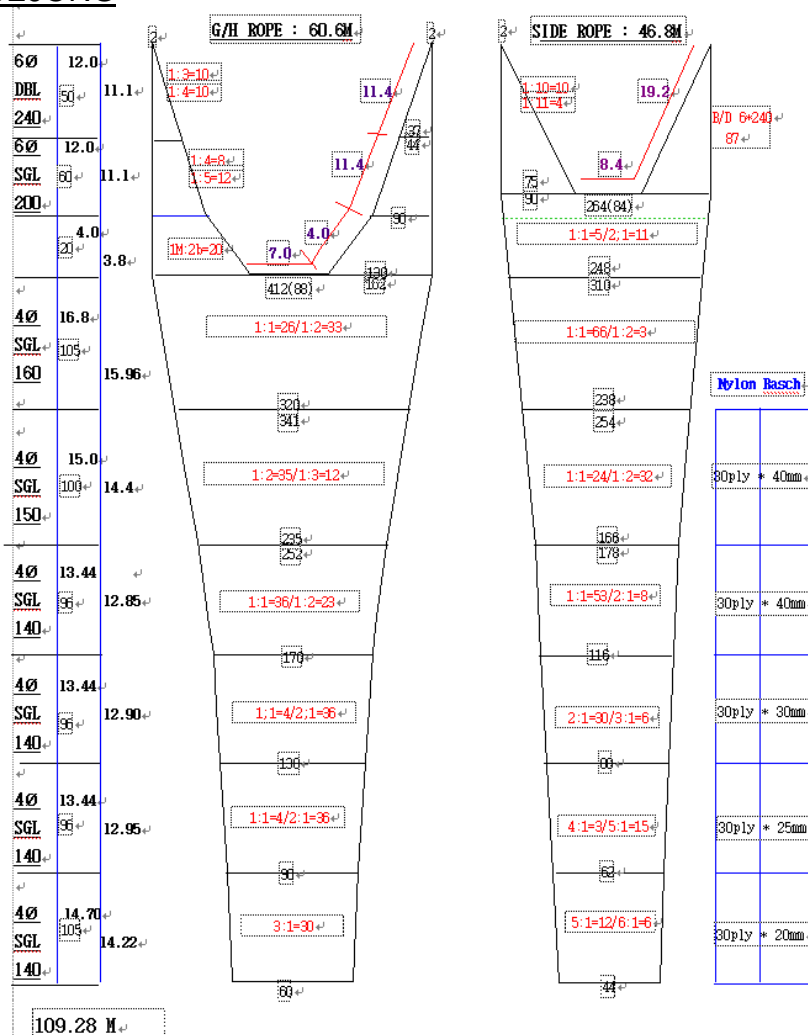 G/H ROPE : 60.6M
SIDE ROPE : 46.8M
2
2
2
6Ø 12.0
DBL 50 11.1
240
1:3=10
1:4=10
11.4
37
44
1:10=10
1:11=4
19.2
B/D 6*240
87
6Ø 12.0
SGL 60 11.1
200
1:4=8
1:5=12
11.4
8.4
75
90
264(84)
4.0
20 3.8
1M:2b=20
7.0
4.0
90
130
162
412(88)
1:1=5/2;1=11
248
310
4Ø 16.8
SGL 105
160 15.96
1:1=26/1:2=33
1:1=66/1:2=3
320
341
238
254
Nylon Rasch
4Ø 15.0
SGL 100 14.4
150
1:2=35/1:3=12
1:1=24/1:2=32
30ply * 40mm
235
252
166
178
4Ø 13.44
SGL 96 12.85
140
1:1=36/1:2=23
1:1=53/2:1=8
30ply * 40mm
170
116
4Ø 13.44
SGL 96 12.90
140
1;1=4/2;1=36
2:1=30/3:1=6
30ply * 30mm
130
4Ø 13.44
SGL 96 12.95
140
1:1=4/2:1=36
4:1=3/5:1=15
30ply * 25mm
90
62
4Ø 14.70
SGL 105 14.22
140
3:1=30
5:1=12/6:1=6
30ply * 20mm
60
44
109.28 M